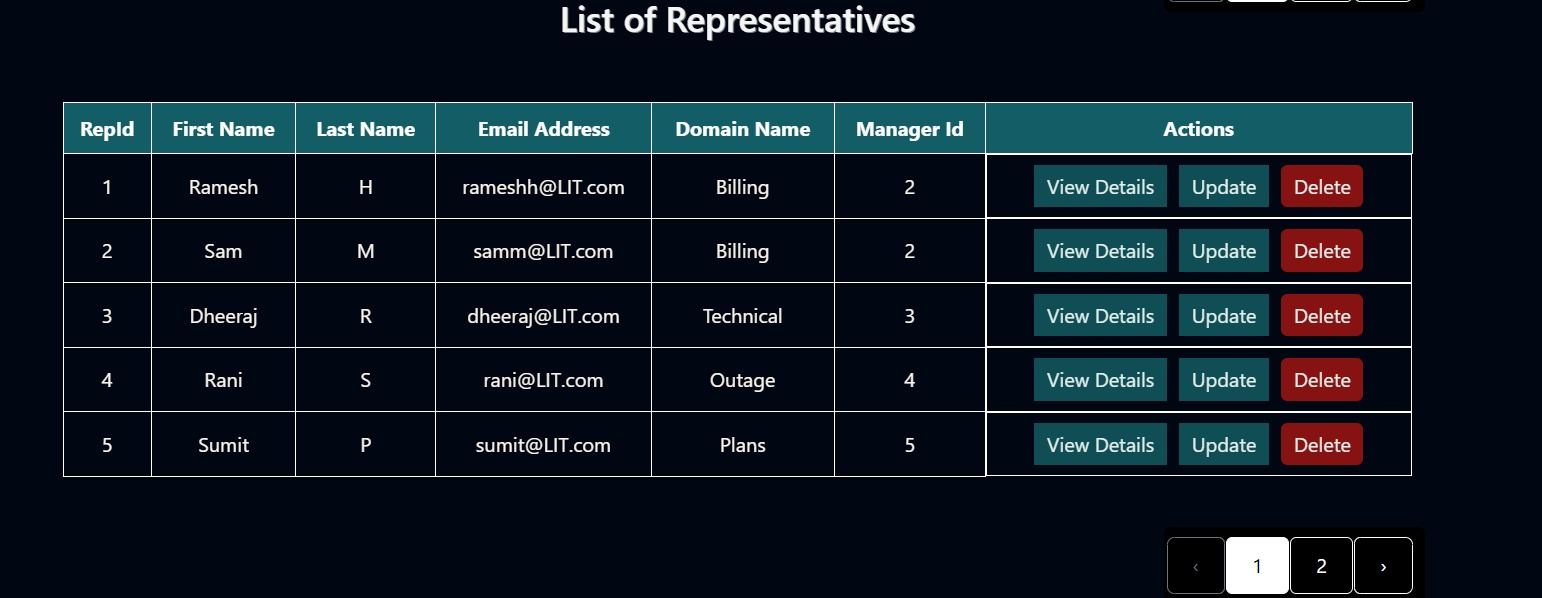 List of Representatives
RepId First Name Last Name Email Address Domain Name Manager Id Actions
1 Ramesh H rameshh@LIT.com Billing 2 View Details Update Delete
2 Sam M samm@LIT.com Billing 2 View Details Update Delete
3 Dheeraj R dheeraj@LIT.com Technical 3 View Details Update Delete
4 Rani S rani@LIT.com Outage 4 View Details Update Delete
5 Sumit P sumit@LIT.com Plans 5 View Details Update Delete
‹ 1 2 ›